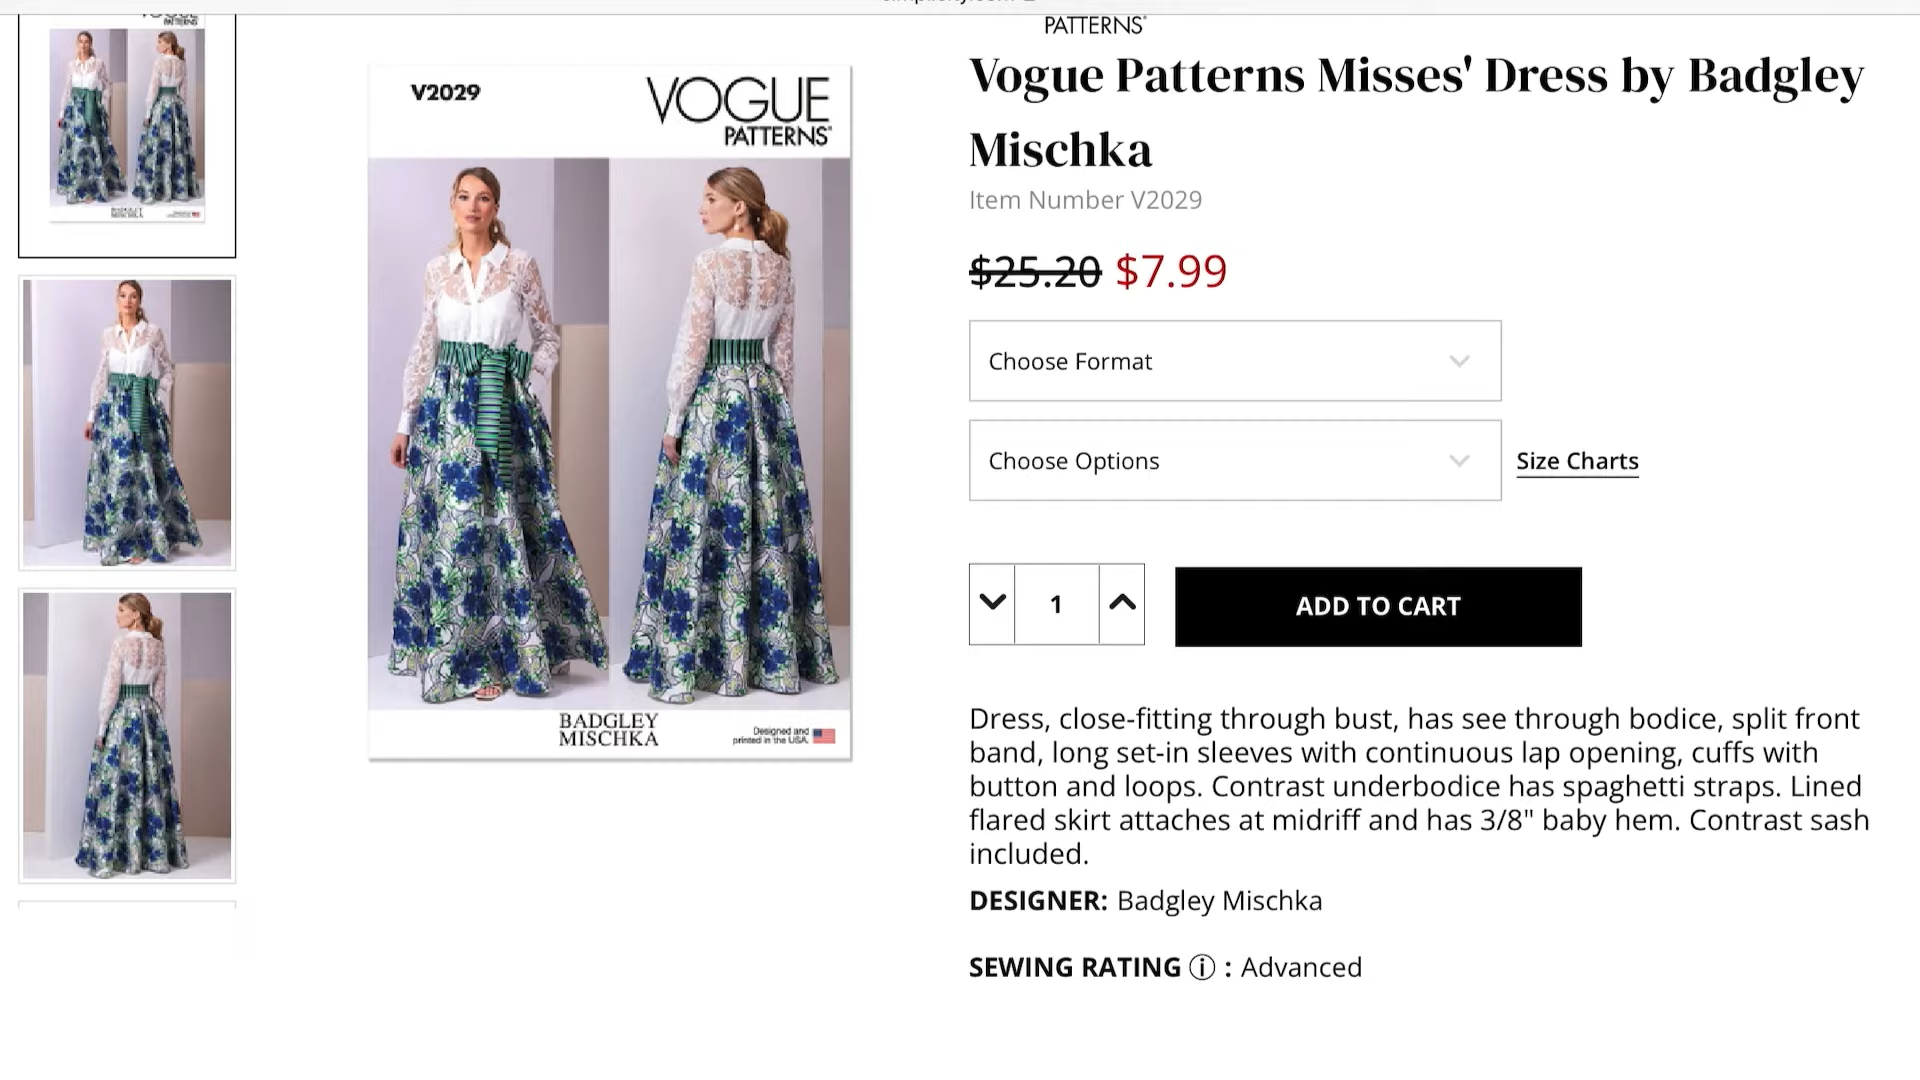 PATTERNS
V2029
VOGUE
PATTERNS
BADGLEY
MISCHKA
Designed and
printed in the USA.
PATTERNS
Vogue Patterns Misses' Dress by Badgley
Mischka
Item Number V2029
$25.20 $7.99
Choose Format
Choose Options
Size Charts
1
ADD TO CART
Dress, close-fitting through bust, has see through bodice, split front
band, long set-in sleeves with continuous lap opening, cuffs with
button and loops. Contrast underbodice has spaghetti straps. Lined
flared skirt attaches at midriff and has 3/8" baby hem. Contrast sash
included.
DESIGNER: Badgley Mischka
SEWING RATING ⓘ : Advanced